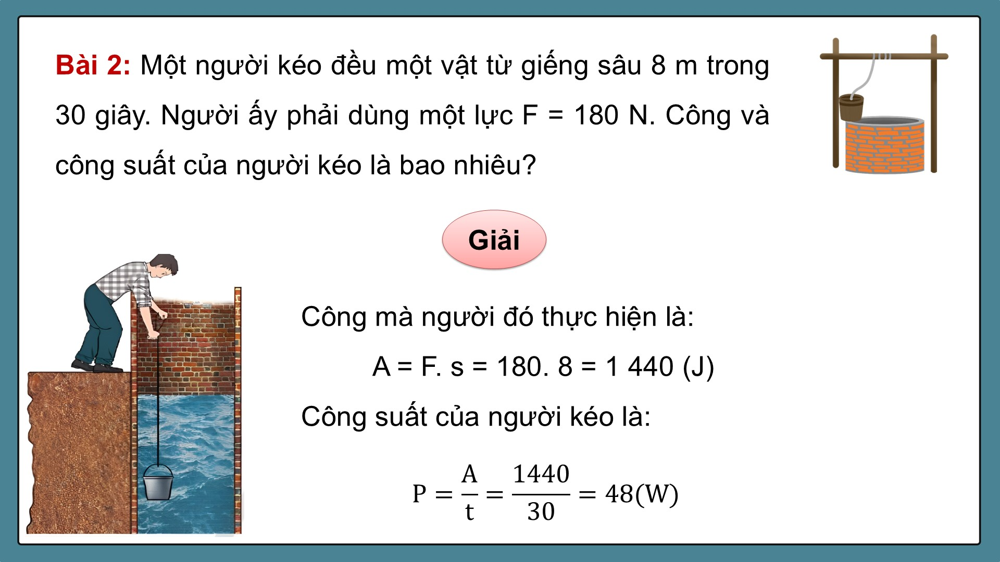 Bài 2: Một người kéo đều một vật từ giếng sâu 8 m trong
30 giây. Người ấy phải dùng một lực F = 180 N. Công và
công suất của người kéo là bao nhiêu?
Giải
Công mà người đó thực hiện là:
A = F. s = 180. 8 = 1 440 (J)
Công suất của người kéo là:
P = A/t = 1440/30 = 48(W)